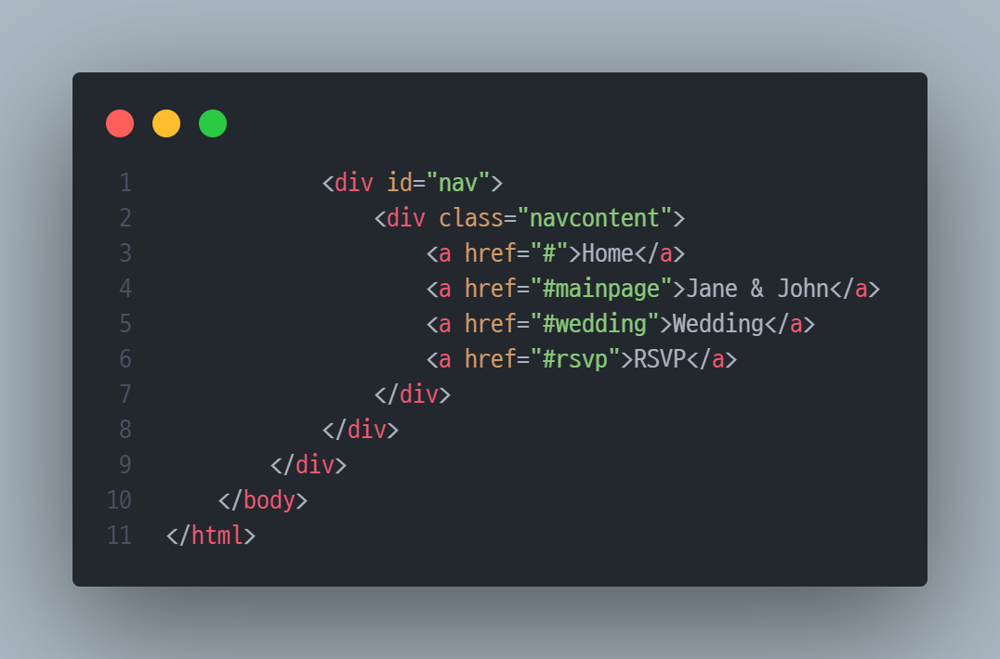 1 <div id="nav">
2 <div class="navcontent">
3 <a href="#">Home</a>
4 <a href="#mainpage">Jane & John</a>
5 <a href="#wedding">Wedding</a>
6 <a href="#rsvp">RSVP</a>
7 </div>
8 </div>
9 </div>
10 </body>
11 </html>